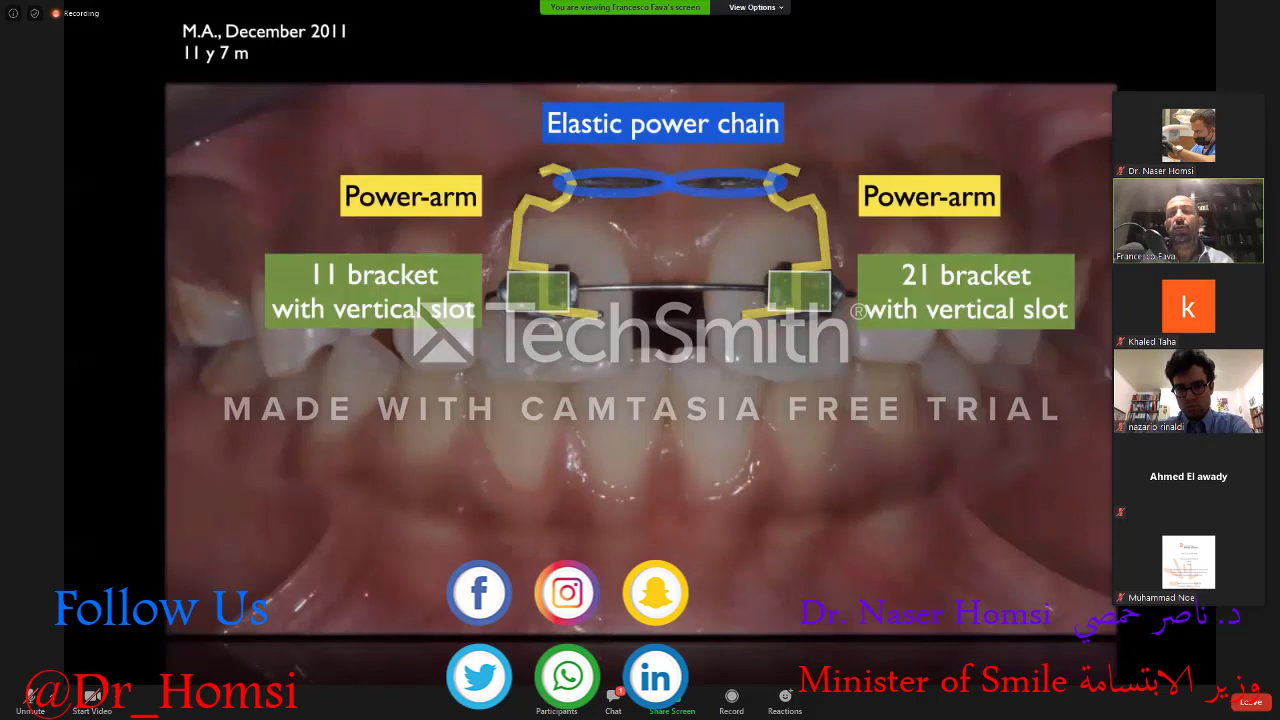 Recording
You are viewing Francesco Fava's screen
View Options
M.A., December 2011
11 y 7 m
Elastic power chain
Power-arm
Power-arm
11 bracket
with vertical slot
21 bracket
with vertical slot
TechSmith®
MADE WITH CAMTASIA FREE TRIAL
Dr. Naser Homsi
Francesco Fava
k
Khaled Taha
nazario rinaldi
Ahmed El awady
Muhammad Noe
Follow Us
Dr. Naser Homsi د. ناصر حمصي
@Dr_Homsi
Minister of Smile وزير الابتسامة
Unmute
Start Video
Participants
Chat
1
Share Screen
Record
Reactions
Leave